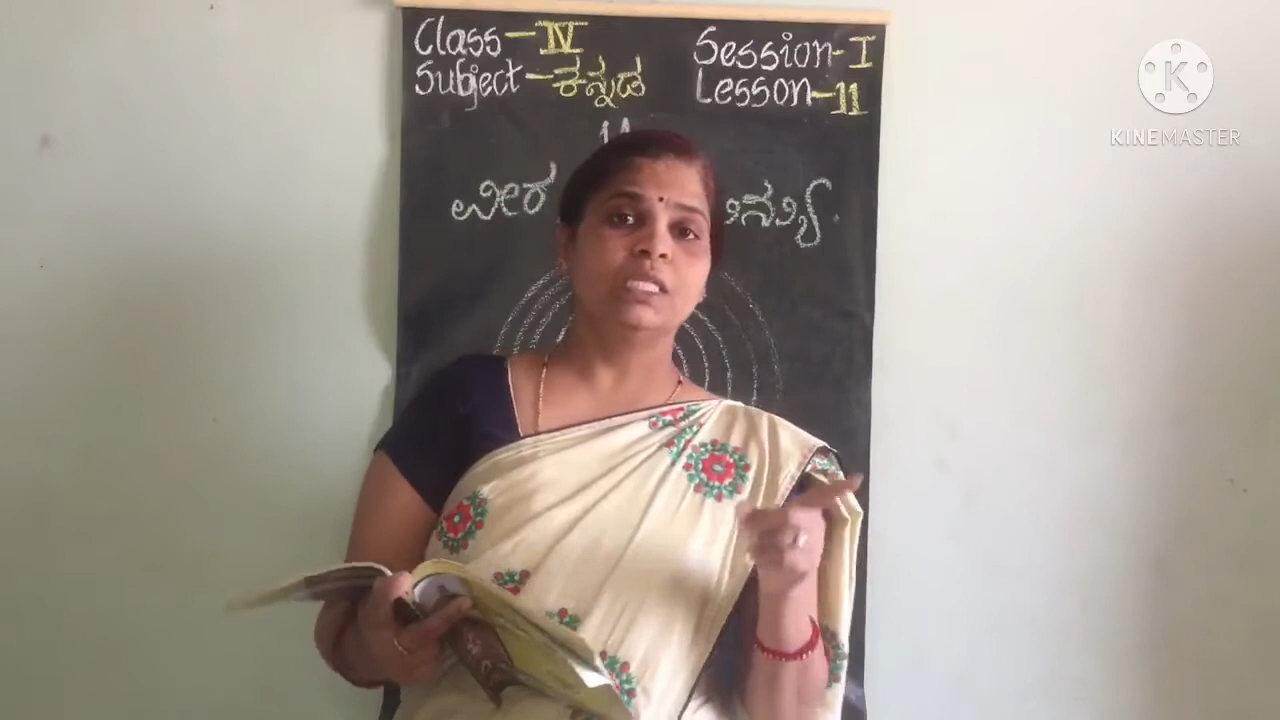 Class-IV
Subject-ಕನ್ನಡ
Session-I
Lesson-11
ವೀರ
KINEMASTER